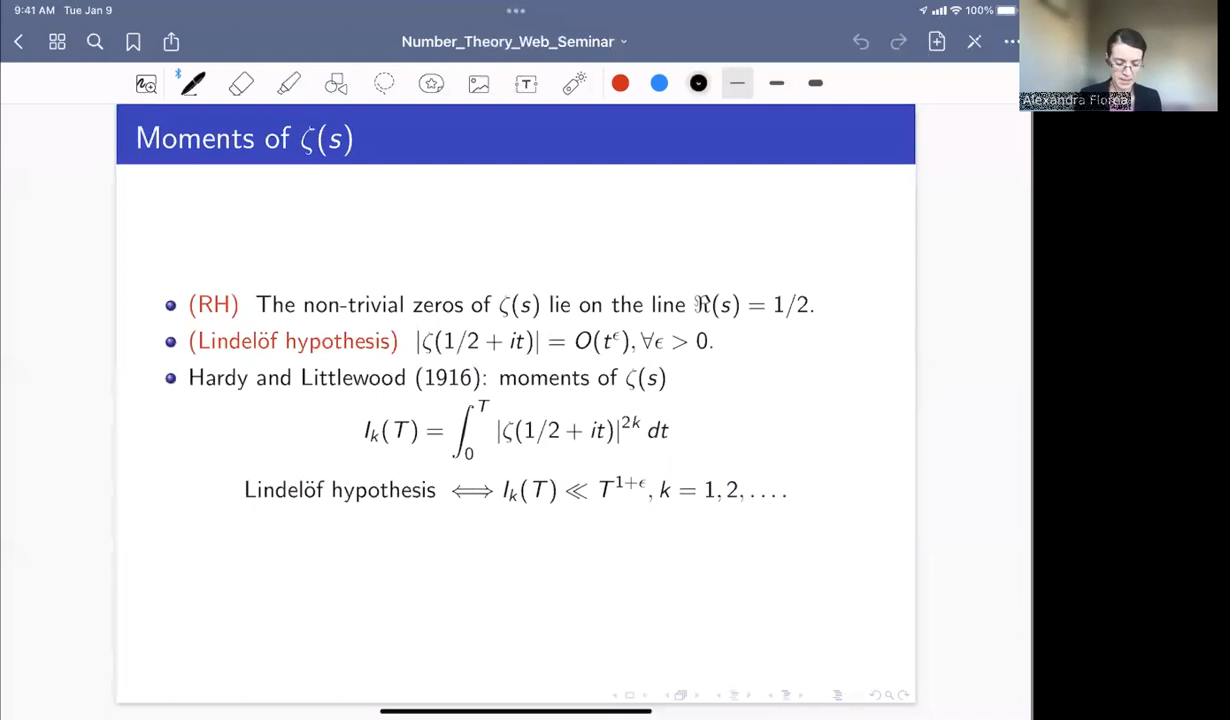 9:41 AM Tue Jan 9
100%
Number_Theory_Web_Seminar
T
Alexandra Florea
Moments of ζ(s)
(RH) The non-trivial zeros of ζ(s) lie on the line ℜ(s) = 1/2.
(Lindelöf hypothesis) |ζ(1/2 + it)| = O(t^ϵ), ∀ϵ > 0.
Hardy and Littlewood (1916): moments of ζ(s)
I_k(T) = ∫_0^T |ζ(1/2 + it)|^{2k} dt
Lindelöf hypothesis ⟺ I_k(T) ≪ T^{1+ϵ}, k = 1, 2, . . . .